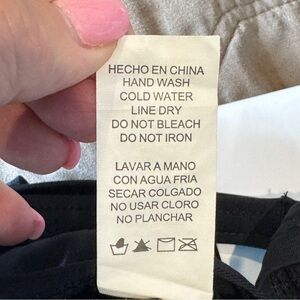 HECHO EN CHINA
HAND WASH
COLD WATER
LINE DRY
DO NOT BLEACH
DO NOT IRON
LAVAR A MANO
CON AGUA FRIA
SECAR COLGADO
NO USAR CLORO
NO PLANCHAR